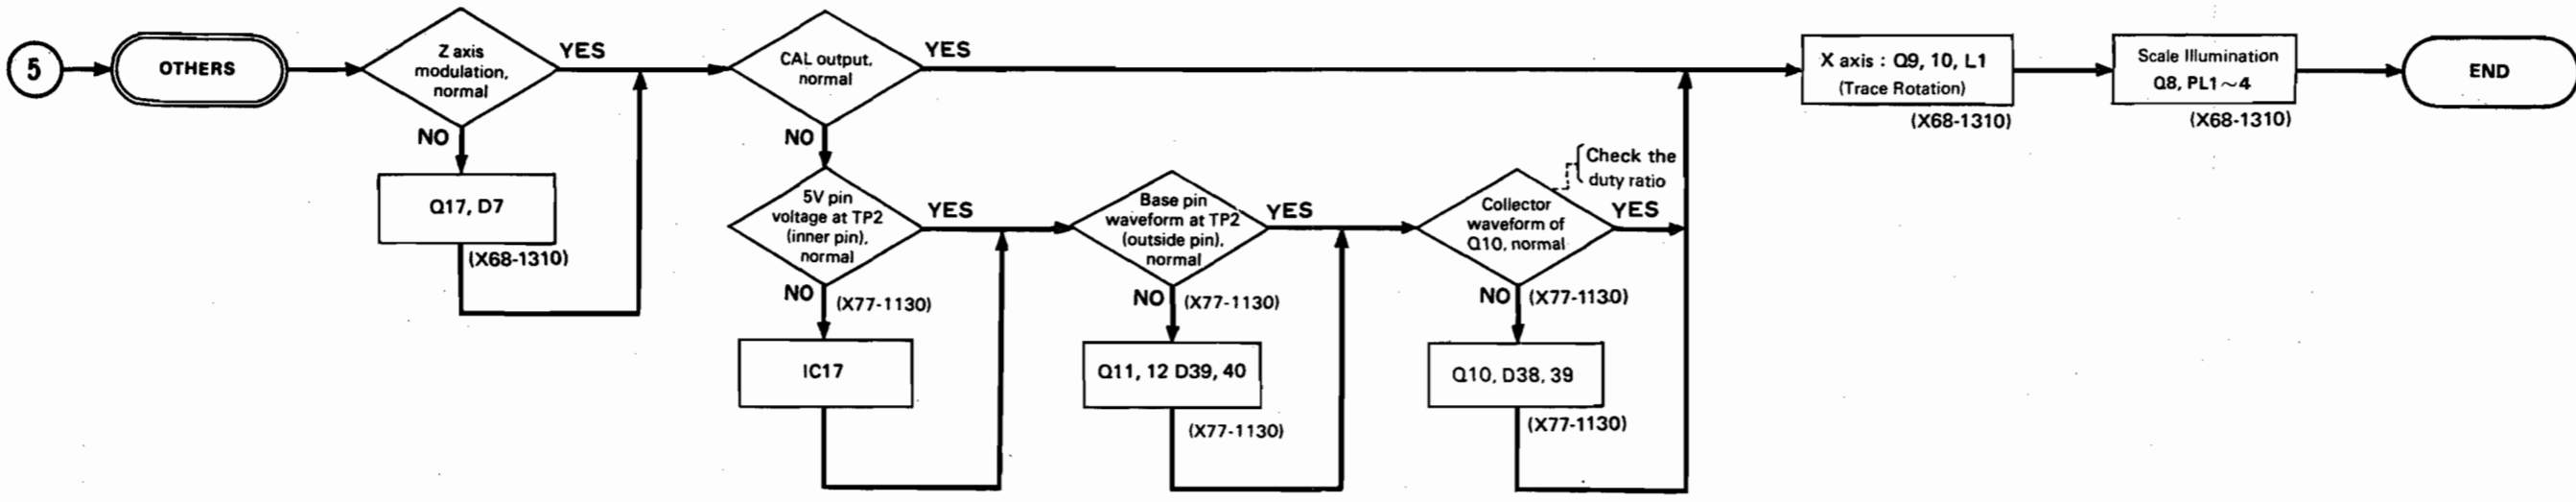 5
OTHERS
Z axis
modulation,
normal
YES
NO
Q17, D7
(X68-1310)
CAL output,
normal
YES
NO
5V pin
voltage at TP2
(inner pin),
normal
YES
NO
(X77-1130)
IC17
Base pin
waveform at TP2
(outside pin),
normal
YES
NO
(X77-1130)
Q11, 12 D39, 40
(X77-1130)
Check the
duty ratio
Collector
waveform of
Q10, normal
YES
NO
(X77-1130)
Q10, D38, 39
(X77-1130)
X axis : Q9, 10, L1
(Trace Rotation)
(X68-1310)
Scale Illumination
Q8, PL1~4
(X68-1310)
END